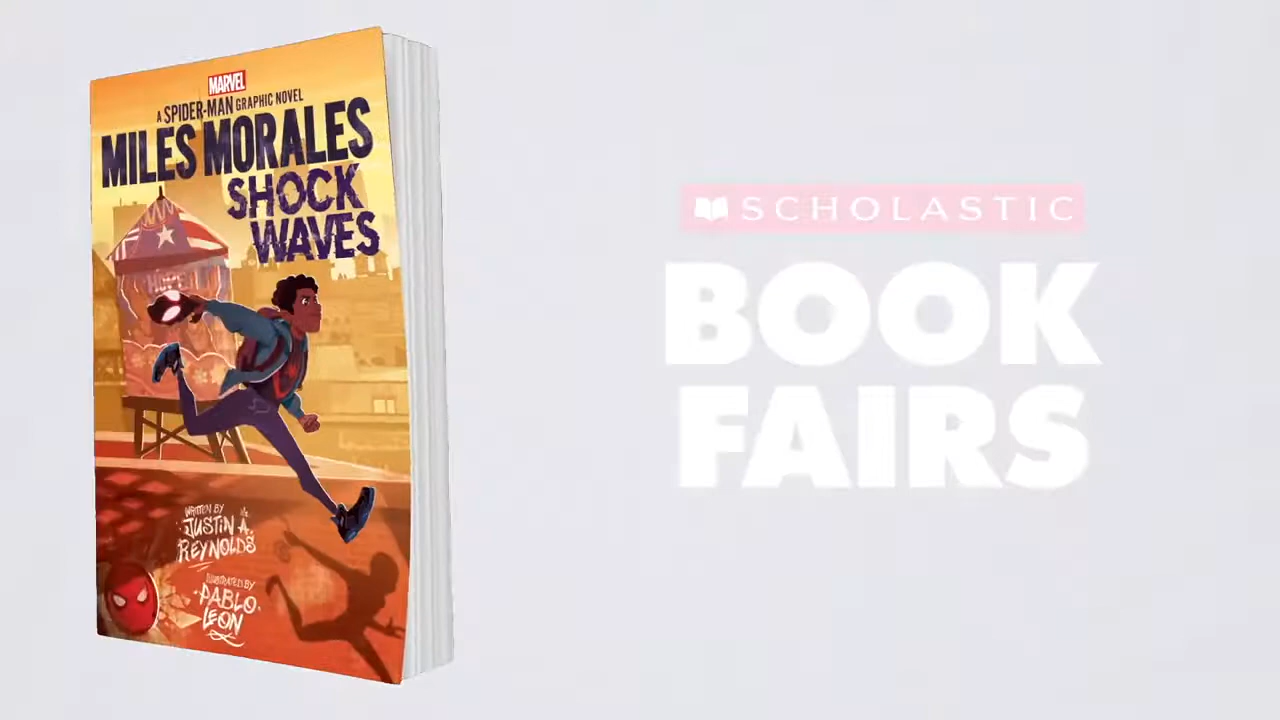 MARVEL
A SPIDER-MAN GRAPHIC NOVEL
MILES MORALES
SHOCK
WAVES
WRITTEN BY
JUSTIN A.
REYNOLDS
ILLUSTRATED BY
PABLO
LEON
SCHOLASTIC
BOOK
FAIRS